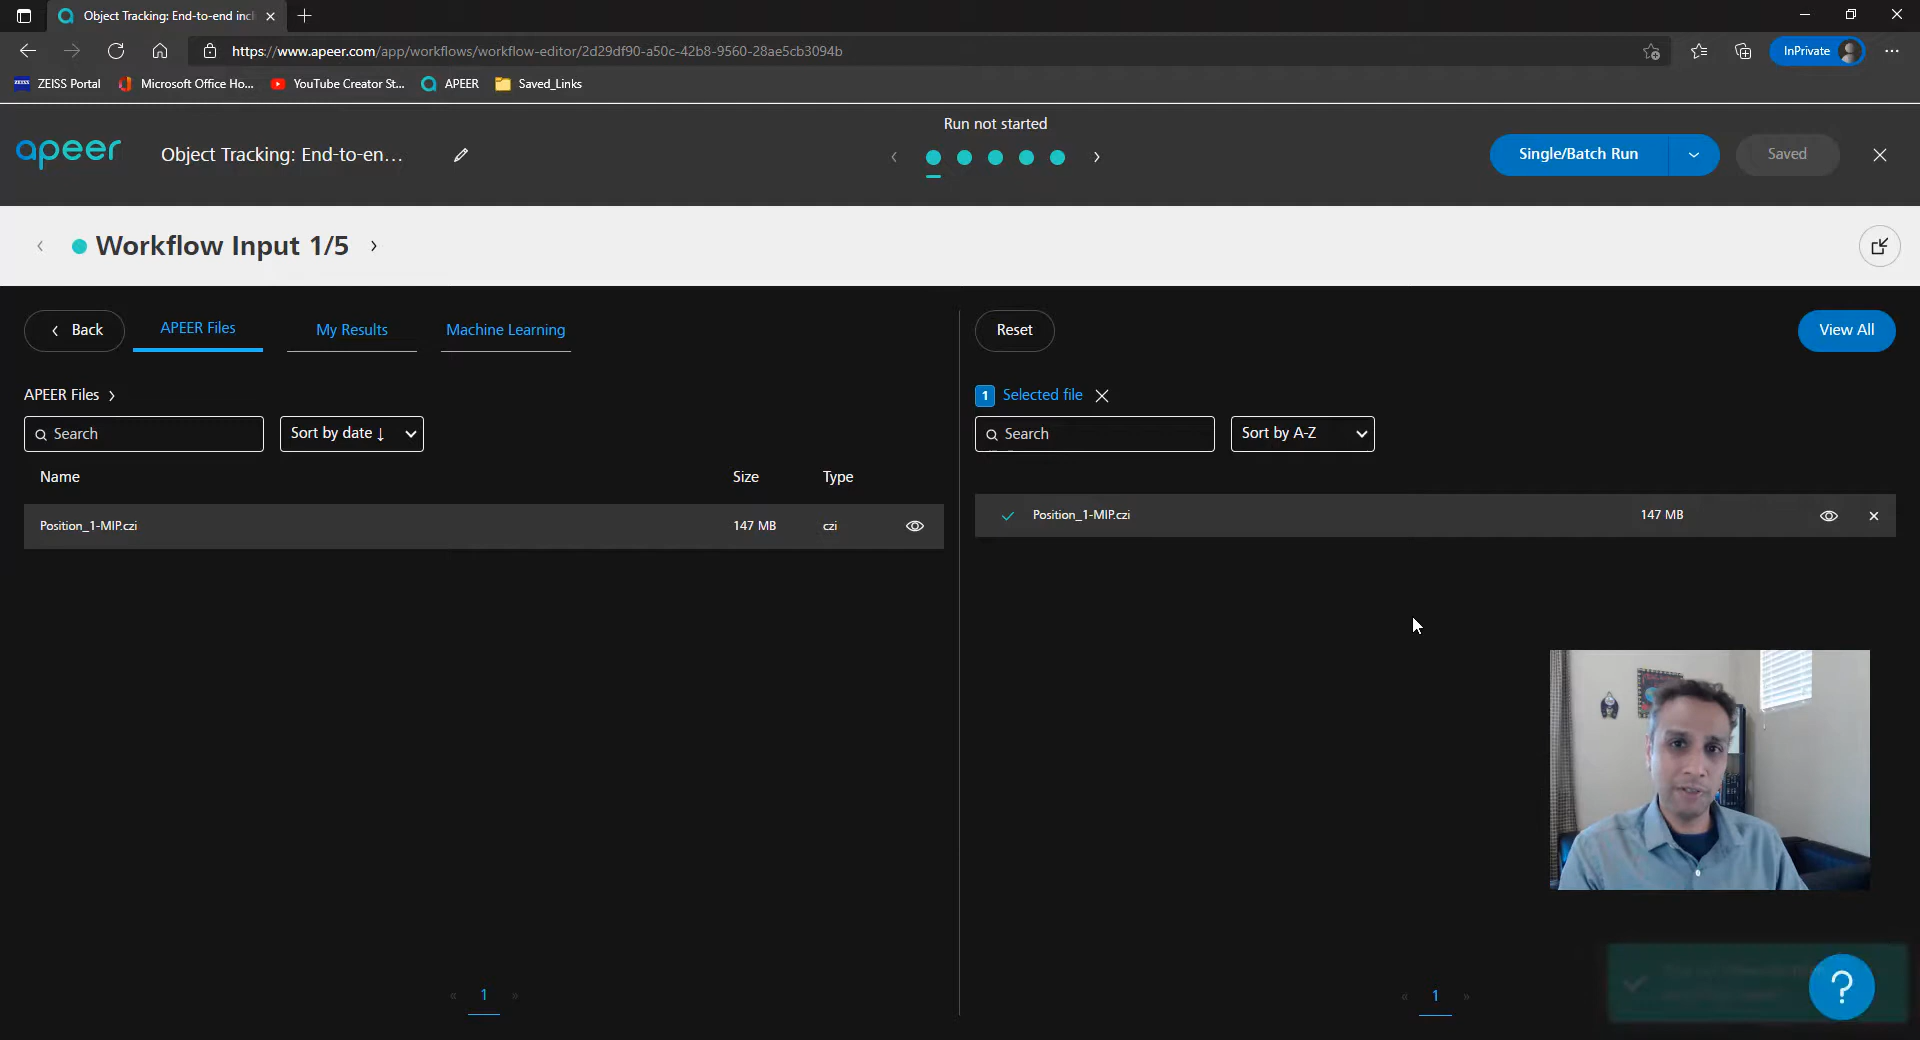 Object Tracking: End-to-end incl
https://www.apeer.com/app/workflows/workflow-editor/2d29df90-a50c-42b8-9560-28ae5cb3094b
InPrivate
ZEISS
ZEISS Portal
Microsoft Office Ho...
YouTube Creator St...
APEER
Saved_Links
apeer
Object Tracking: End-to-en...
Run not started
Single/Batch Run
Saved
Workflow Input 1/5
Back
APEER Files
My Results
Machine Learning
Reset
View All
APEER Files
1 Selected file
Search
Sort by date ↓
Search
Sort by A-Z
Name
Size
Type
Position_1-MIP.czi
147 MB
czi
Position_1-MIP.czi
147 MB
« 1 »
« 1 »
?